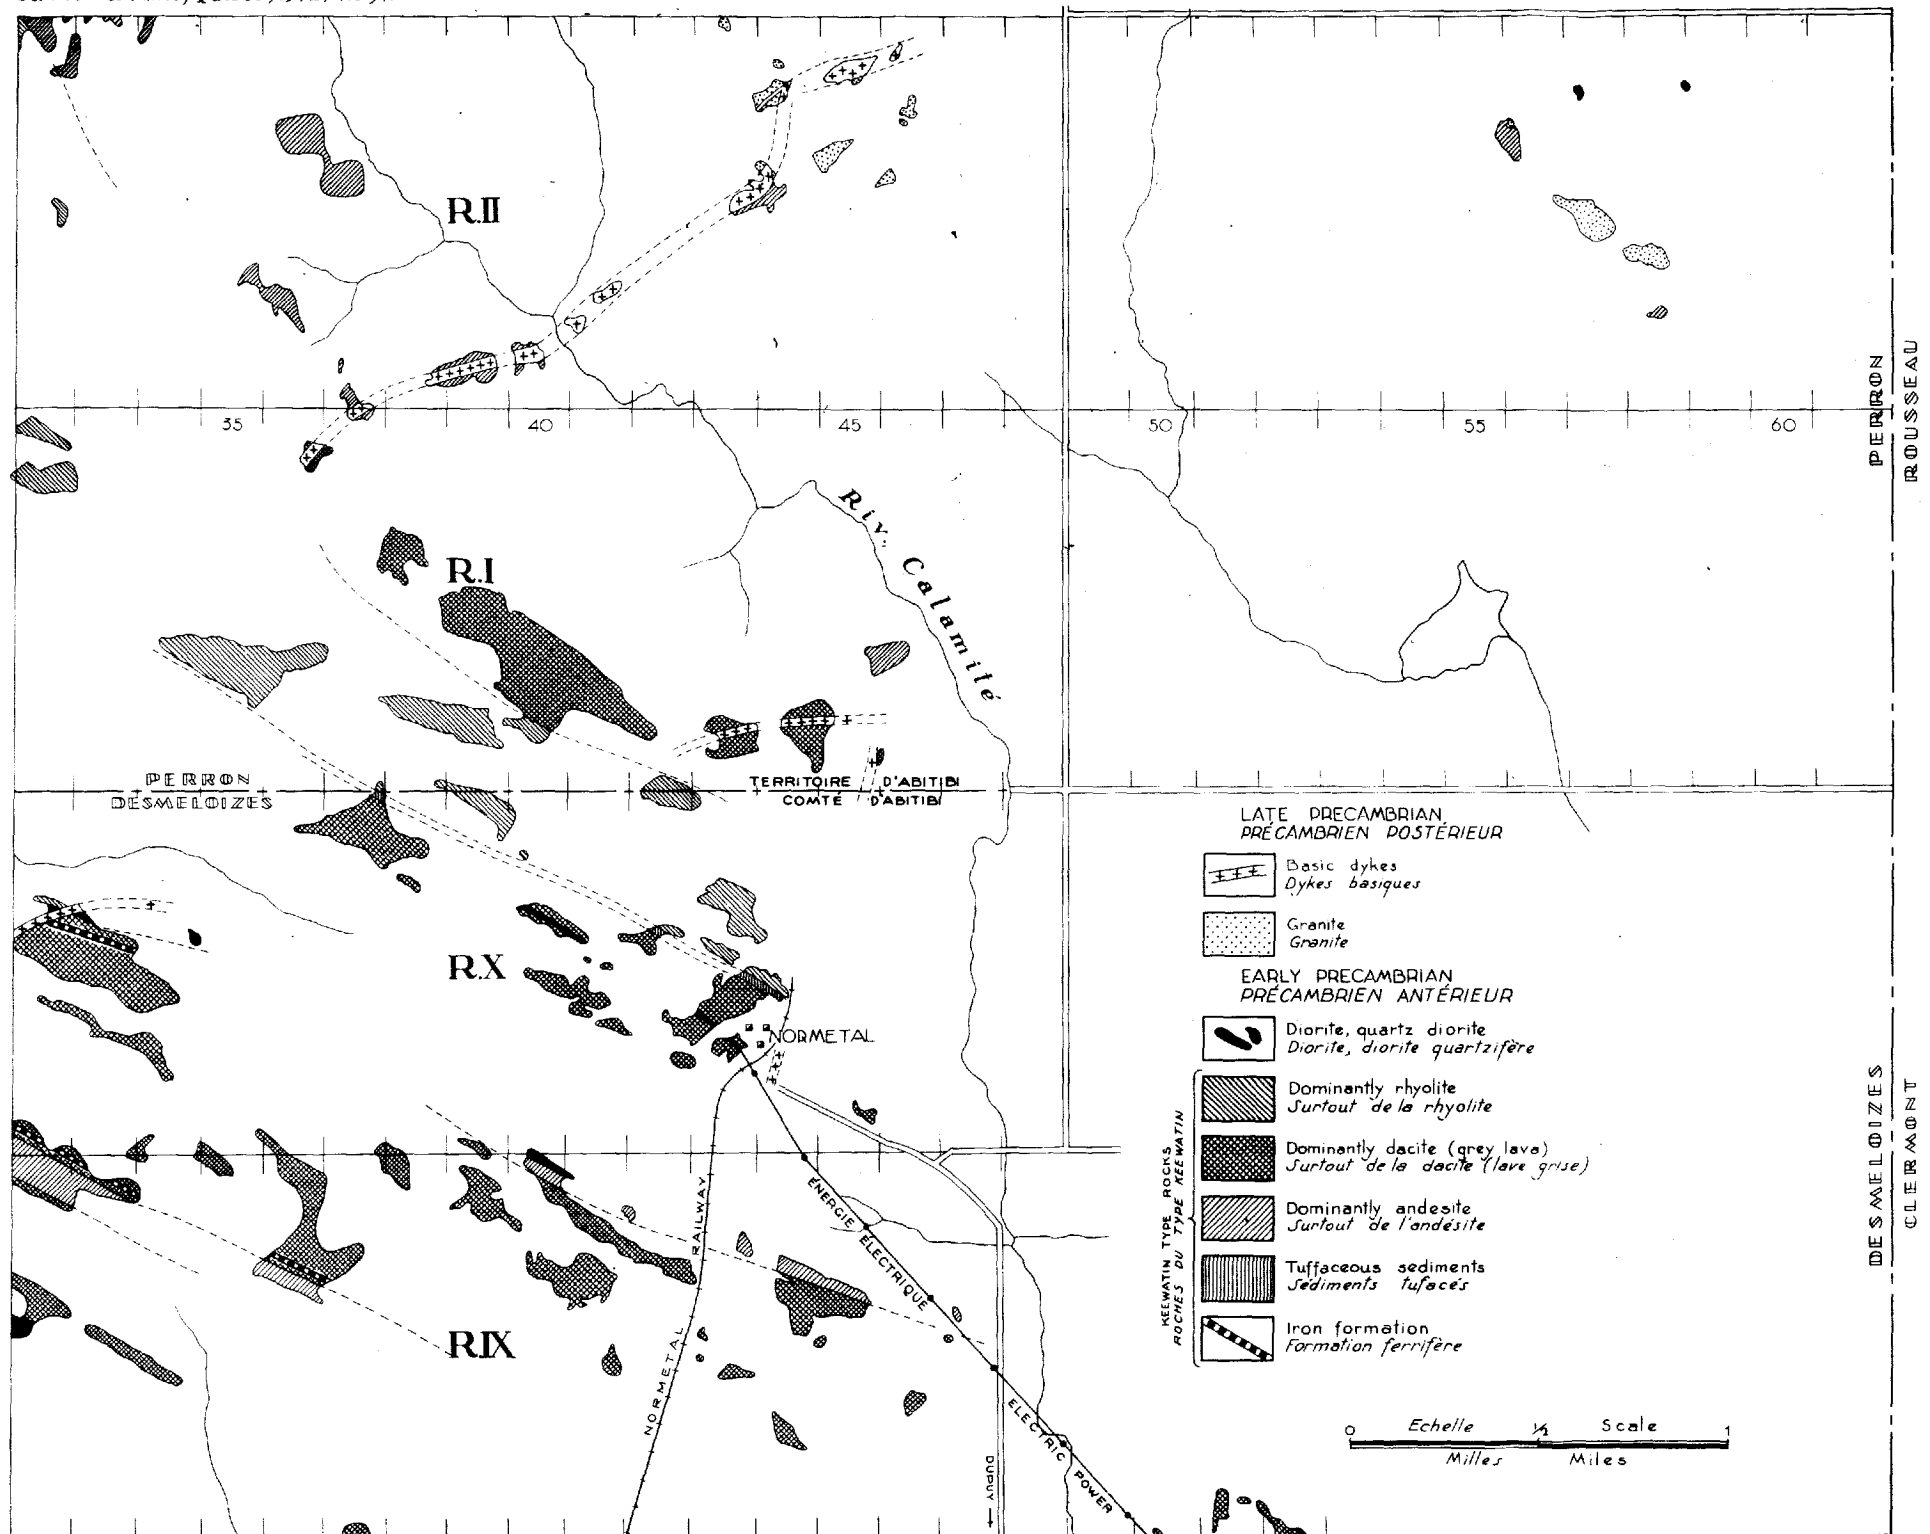 R.II
35
40
45
50
55
60
PERRON
ROUSSEAU
Riv. Calamité
R.I
PERRON
DESMELOIZES
TERRITOIRE D'ABITIBI
COMTÉ D'ABITIBI
LATE PRECAMBRIAN
PRÉCAMBRIEN POSTÉRIEUR
Basic dykes
Dykes basiques
Granite
Granite
EARLY PRECAMBRIAN
PRÉCAMBRIEN ANTÉRIEUR
Diorite, quartz diorite
Diorite, diorite quartzifère
KEEWATIN TYPE ROCKS
ROCHES DU TYPE KEEWATIN
Dominantly rhyolite
Surtout de la rhyolite
Dominantly dacite (grey lava)
Surtout de la dacite (lave grise)
Dominantly andesite
Surtout de l'andésite
Tuffaceous sediments
Sédiments tufacés
Iron formation
Formation ferrifère
R.X
NORMETAL
DESMELOIZES
CLERMONT
NORMETAL RAILWAY
ÉNERGIE ÉLECTRIQUE
ELECTRIC POWER
R.IX
DUPUY
0 Echelle ½ Scale 1
Milles Miles